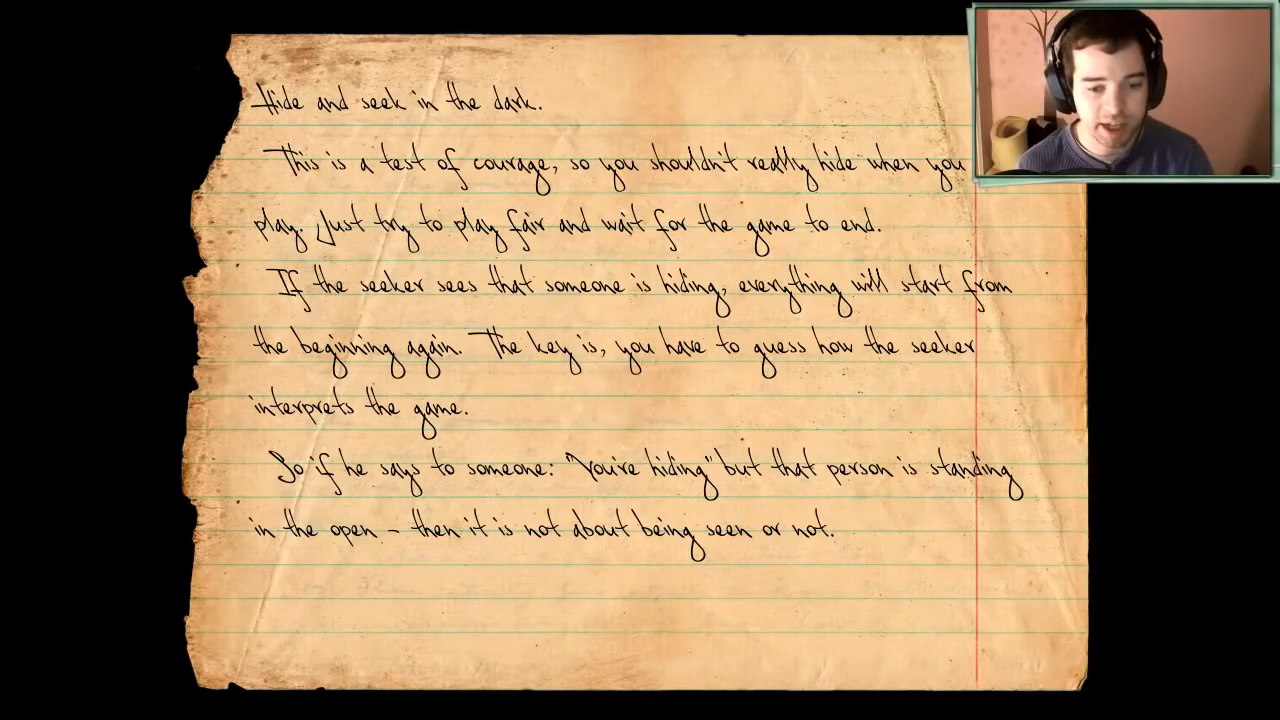 Hide and seek in the dark.
This is a test of courage, so you shouldn't really hide when you
play. Just try to play fair and wait for the game to end.
If the seeker sees that someone is hiding, everything will start from
the beginning again. The key is, you have to guess how the seeker
interprets the game.
So if he says to someone: "You're hiding" but that person is standing
in the open - then it is not about being seen or not.